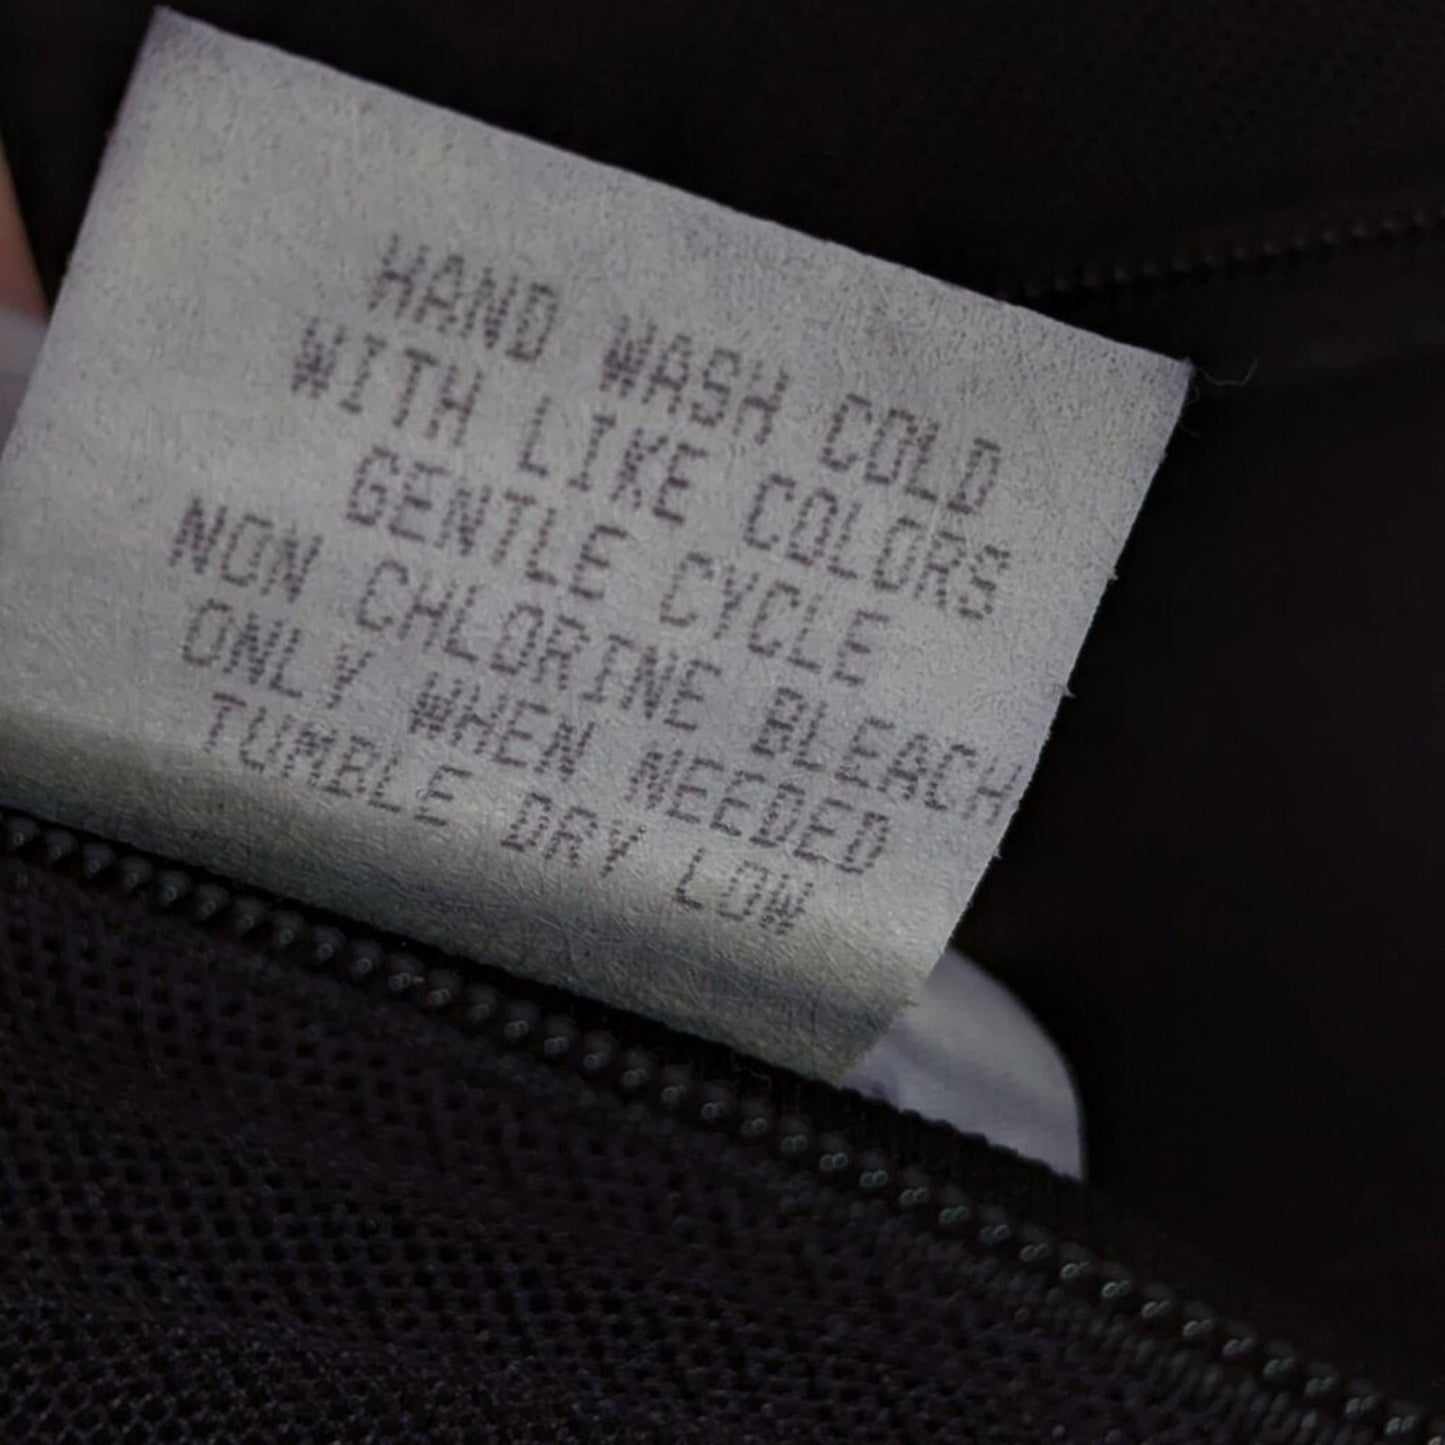 HAND WASH COLD
WITH LIKE COLORS
GENTLE CYCLE
NON CHLORINE BLEACH
ONLY WHEN NEEDED
TUMBLE DRY LOW